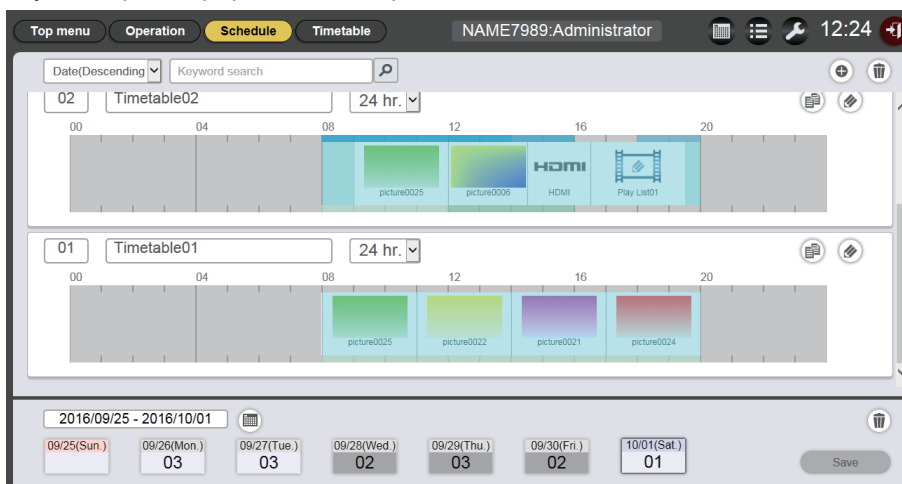 Top menu Operation Schedule Timetable NAME7989:Administrator 12:24
Date(Descending Keyword search
02 Timetable02 24 hr.
00 04 08 12 16 20
HDMI
picture0025 picture0006 HDMI Play List01
01 Timetable01 24 hr.
00 04 08 12 16 20
picture0025 picture0022 picture0021 picture0024
2016/09/25 - 2016/10/01
09/25(Sun.) 09/26(Mon.) 09/27(Tue.) 09/28(Wed.) 09/29(Thu.) 09/30(Fri.) 10/01(Sat.)
03 03 02 03 02 01 Save